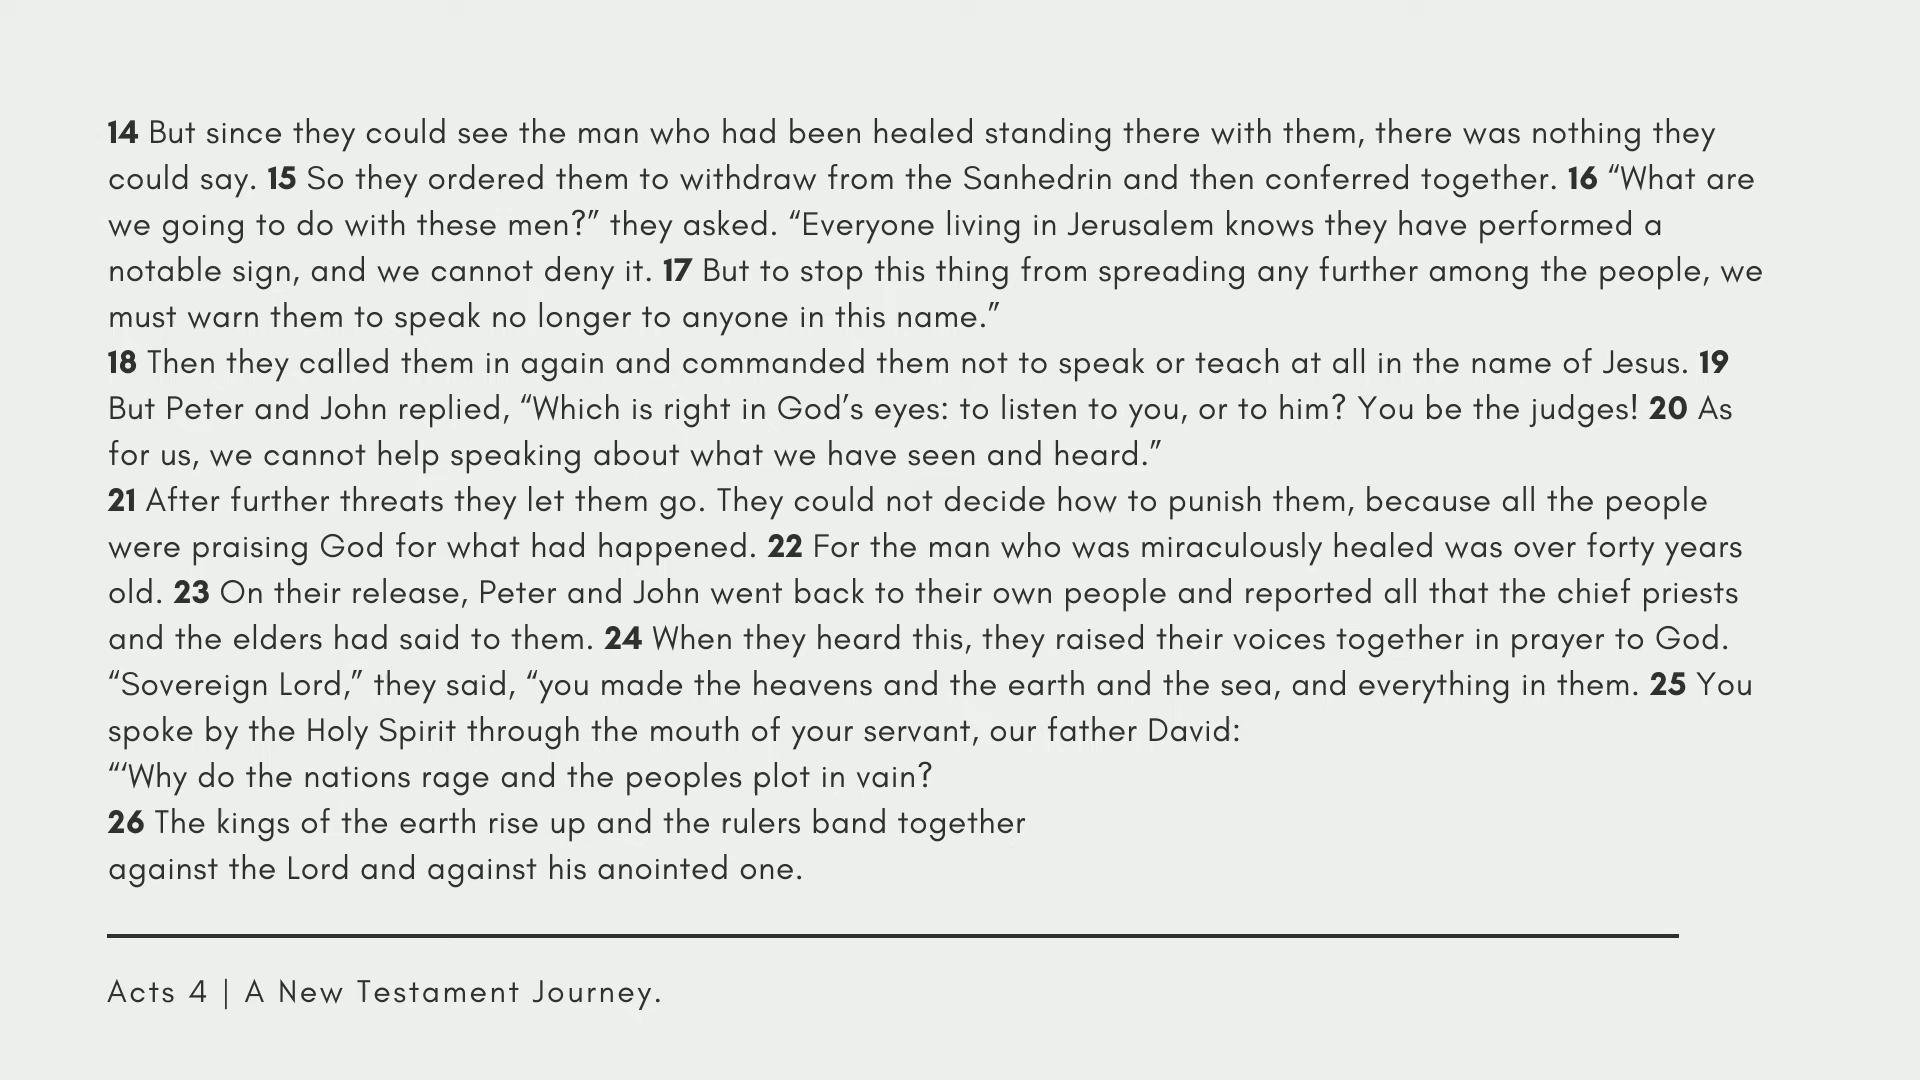 14 But since they could see the man who had been healed standing there with them, there was nothing they
could say. 15 So they ordered them to withdraw from the Sanhedrin and then conferred together. 16 “What are
we going to do with these men?” they asked. “Everyone living in Jerusalem knows they have performed a
notable sign, and we cannot deny it. 17 But to stop this thing from spreading any further among the people, we
must warn them to speak no longer to anyone in this name.”
18 Then they called them in again and commanded them not to speak or teach at all in the name of Jesus. 19
But Peter and John replied, “Which is right in God’s eyes: to listen to you, or to him? You be the judges! 20 As
for us, we cannot help speaking about what we have seen and heard.”
21 After further threats they let them go. They could not decide how to punish them, because all the people
were praising God for what had happened. 22 For the man who was miraculously healed was over forty years
old. 23 On their release, Peter and John went back to their own people and reported all that the chief priests
and the elders had said to them. 24 When they heard this, they raised their voices together in prayer to God.
“Sovereign Lord,” they said, “you made the heavens and the earth and the sea, and everything in them. 25 You
spoke by the Holy Spirit through the mouth of your servant, our father David:
“‘Why do the nations rage and the peoples plot in vain?
26 The kings of the earth rise up and the rulers band together
against the Lord and against his anointed one.
Acts 4 | A New Testament Journey.